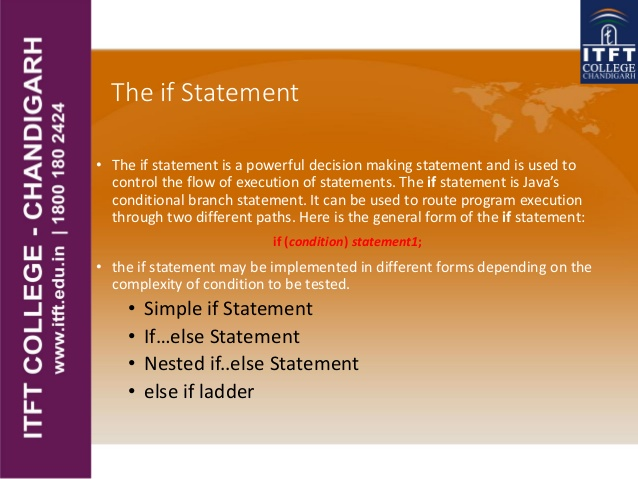 ITFT COLLEGE - CHANDIGARH
www.itft.edu.in | 1800 180 2424
ITFT
COLLEGE
CHANDIGARH
The if Statement
• The if statement is a powerful decision making statement and is used to
control the flow of execution of statements. The if statement is Java’s
conditional branch statement. It can be used to route program execution
through two different paths. Here is the general form of the if statement:
if (condition) statement1;
• the if statement may be implemented in different forms depending on the
complexity of condition to be tested.
• Simple if Statement
• If…else Statement
• Nested if..else Statement
• else if ladder